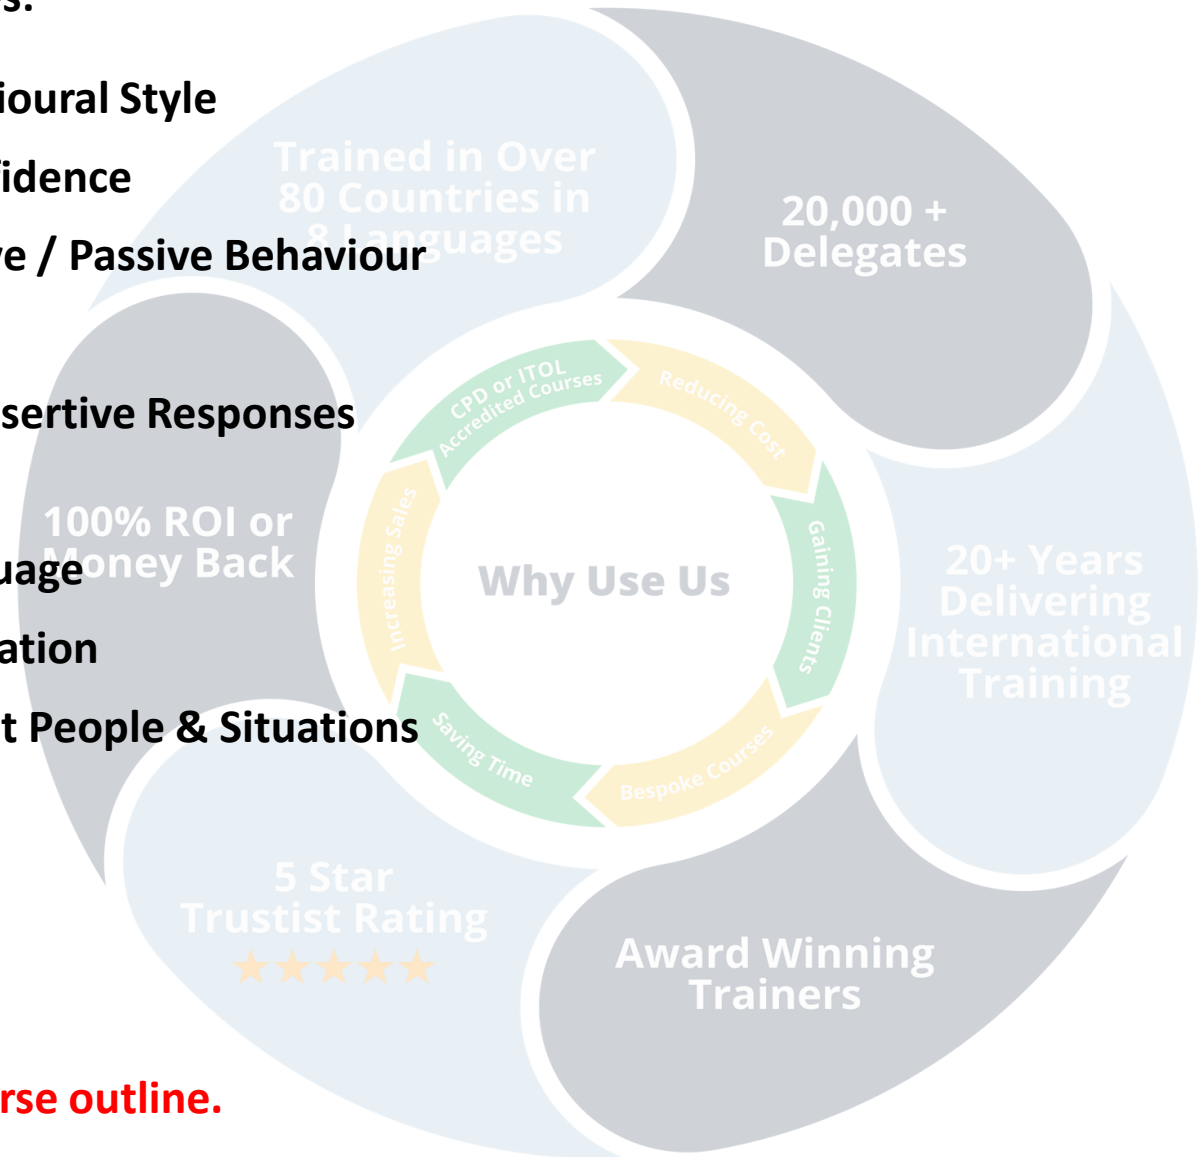 ioural Style
fidence
ve / Passive Behaviour
sertive Responses
uage
ation
t People & Situations
rse outline.
Trained in Over
80 Countries in
8 Languages
20,000 +
Delegates
20+ Years
Delivering
International
Training
Award Winning
Trainers
5 Star
Trustist Rating
100% ROI or
Money Back
CPD or ITOL
Accredited Courses
Reducing Cost
Gaining Clients
Bespoke Courses
Saving Time
Increasing Sales
Why Use Us